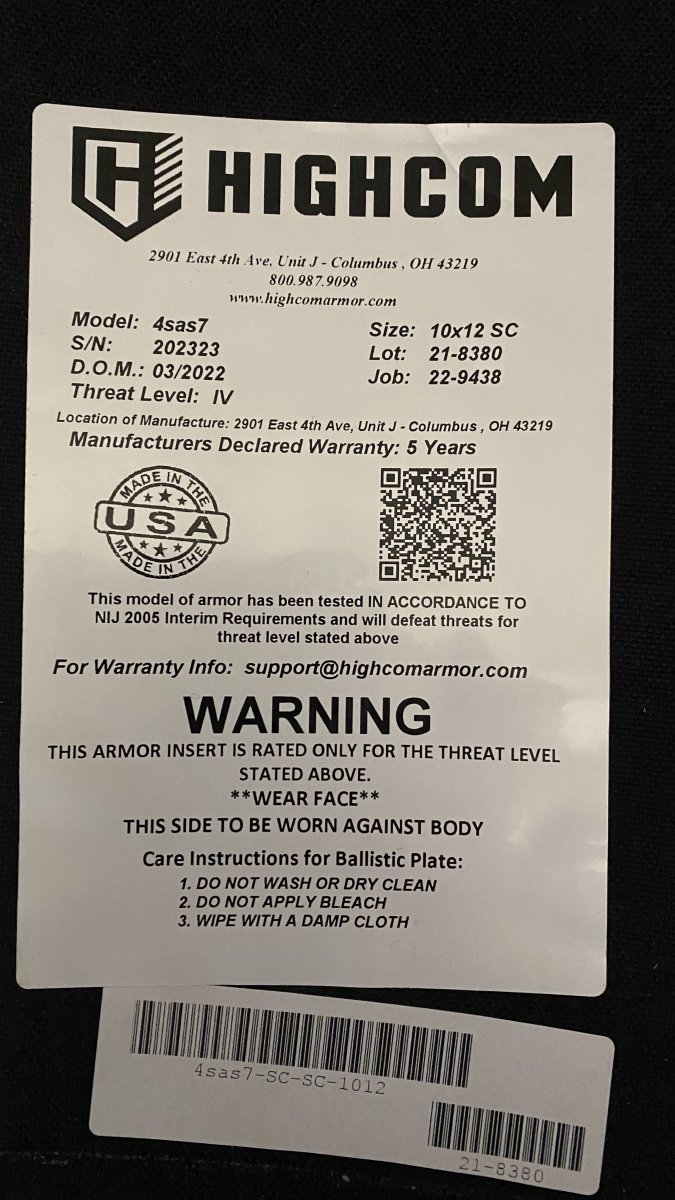 HIGHCOM
2901 East 4th Ave, Unit J - Columbus , OH 43219
800.987.9098
www.highcomarmor.com
Model: 4sas7
S/N: 202323
D.O.M.: 03/2022
Threat Level: IV
Size: 10x12 SC
Lot: 21-8380
Job: 22-9438
Location of Manufacture: 2901 East 4th Ave, Unit J - Columbus , OH 43219
Manufacturers Declared Warranty: 5 Years
MADE IN THE
USA
MADE IN THE
This model of armor has been tested IN ACCORDANCE TO
NIJ 2005 Interim Requirements and will defeat threats for
threat level stated above
For Warranty Info: support@highcomarmor.com
WARNING
THIS ARMOR INSERT IS RATED ONLY FOR THE THREAT LEVEL
STATED ABOVE.
**WEAR FACE**
THIS SIDE TO BE WORN AGAINST BODY
Care Instructions for Ballistic Plate:
1. DO NOT WASH OR DRY CLEAN
2. DO NOT APPLY BLEACH
3. WIPE WITH A DAMP CLOTH
4sas7-SC-SC-1012
21-8380